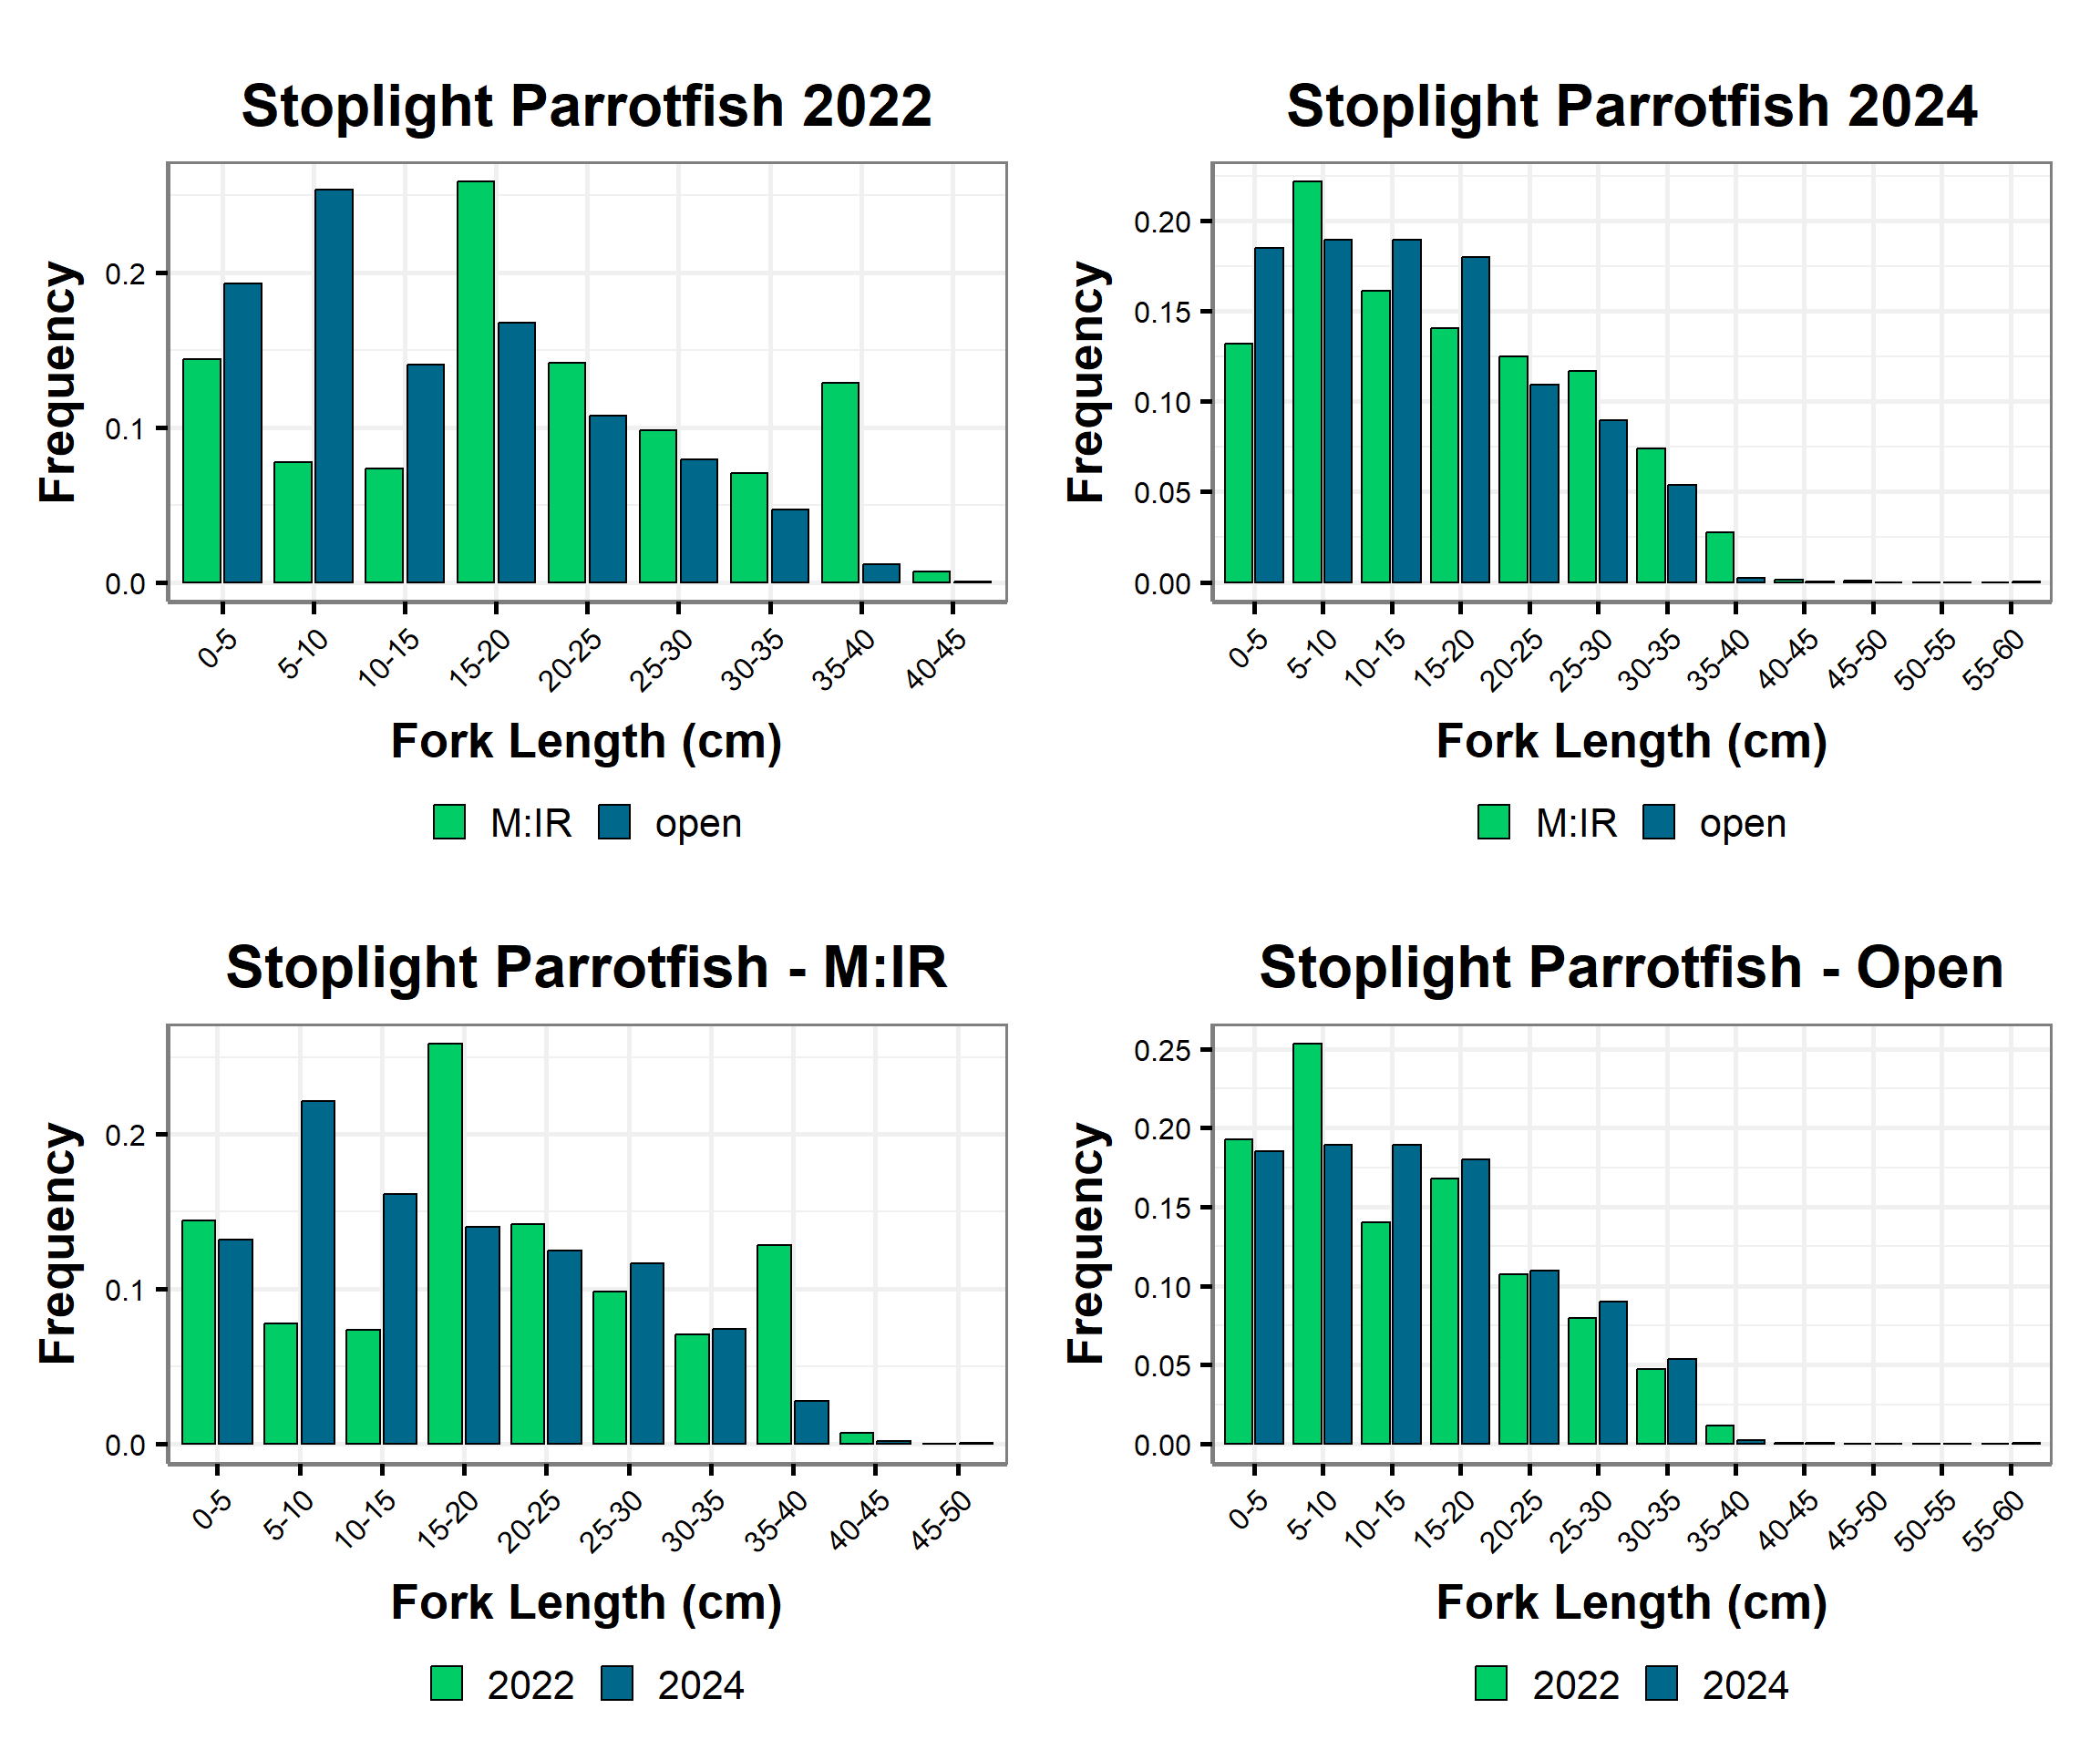 Stoplight Parrotfish 2022
Frequency
0.2
0.1
0.0
0-5 5-10 10-15 15-20 20-25 25-30 30-35 35-40 40-45
Fork Length (cm)
M:IR open
Stoplight Parrotfish 2024
Frequency
0.20
0.15
0.10
0.05
0.00
0-5 5-10 10-15 15-20 20-25 25-30 30-35 35-40 40-45 45-50 50-55 55-60
Fork Length (cm)
M:IR open
Stoplight Parrotfish - M:IR
Frequency
0.2
0.1
0.0
0-5 5-10 10-15 15-20 20-25 25-30 30-35 35-40 40-45 45-50
Fork Length (cm)
2022 2024
Stoplight Parrotfish - Open
Frequency
0.25
0.20
0.15
0.10
0.05
0.00
0-5 5-10 10-15 15-20 20-25 25-30 30-35 35-40 40-45 45-50 50-55 55-60
Fork Length (cm)
2022 2024